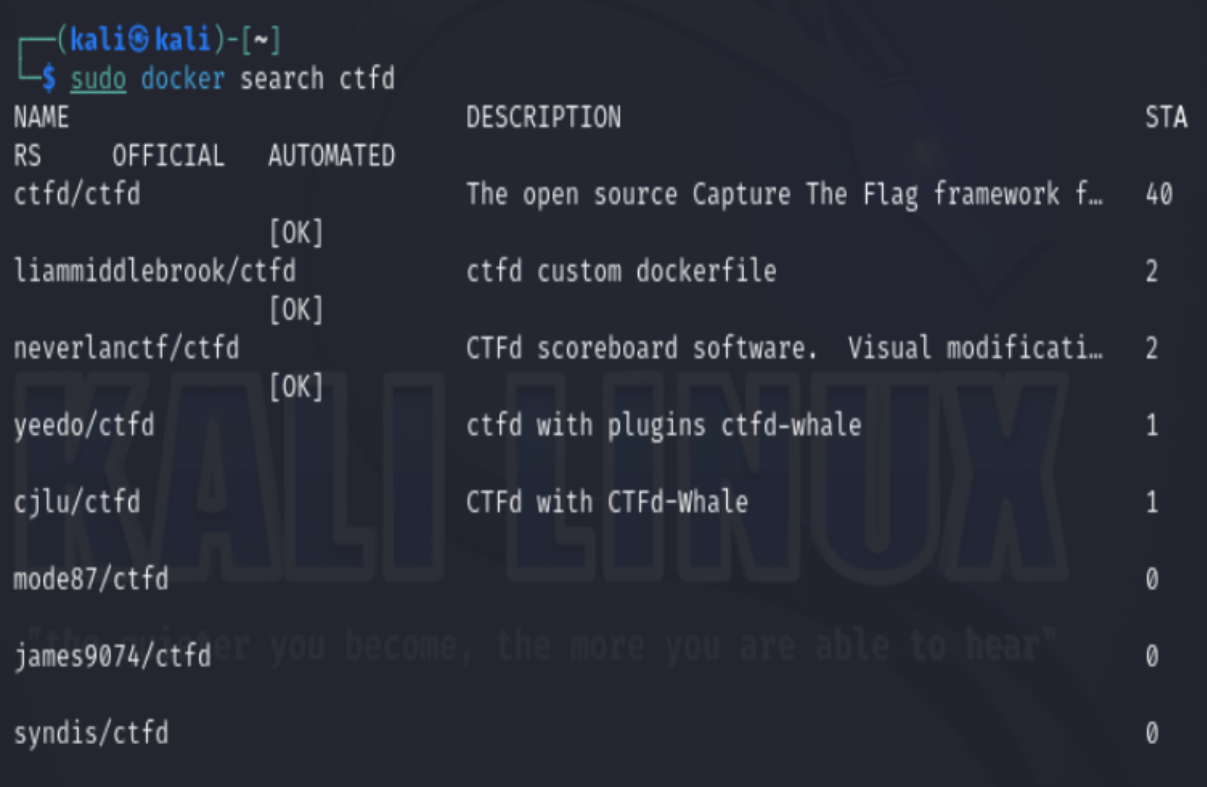 ┌──(kali㉿kali)-[~]
└─$ sudo docker search ctfd
NAME DESCRIPTION STA
RS OFFICIAL AUTOMATED
ctfd/ctfd The open source Capture The Flag framework f… 40
[OK]
liammiddlebrook/ctfd ctfd custom dockerfile 2
[OK]
neverlanctf/ctfd CTFd scoreboard software. Visual modificati… 2
[OK]
yeedo/ctfd ctfd with plugins ctfd-whale 1
cjlu/ctfd CTFd with CTFd-Whale 1
KALI LINUX
mode87/ctfd 0
"the quieter you become, the more you are able to hear"
james9074/ctfd 0
syndis/ctfd 0